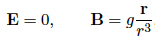 E = 0,    B = g r/r³